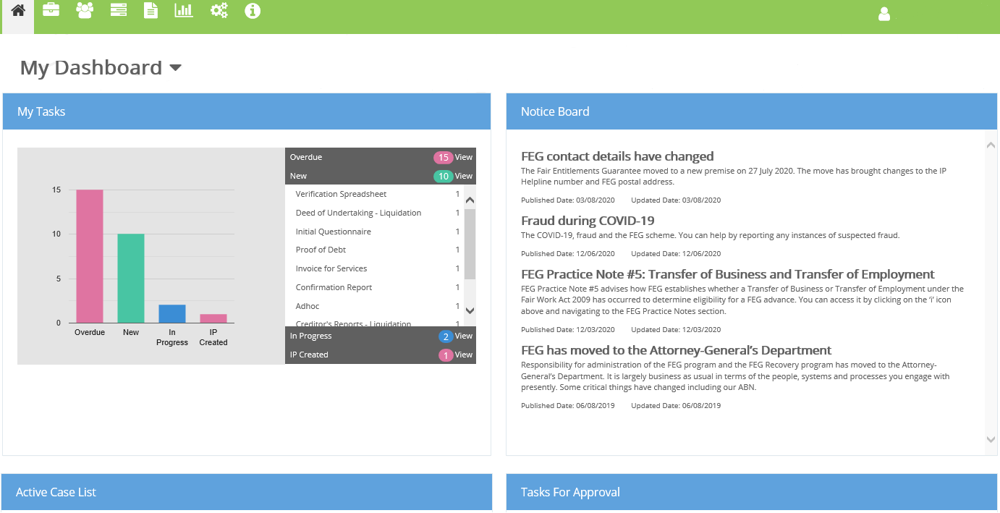 My Dashboard
My Tasks
15
10
5
0
Overdue
New
In
Progress
IP
Created
Overdue 15 View
New 10 View
Verification Spreadsheet 1
Deed of Undertaking - Liquidation 1
Initial Questionnaire 1
Proof of Debt 1
Invoice for Services 1
Confirmation Report 1
Adhoc 1
Creditor's Reports - Liquidation 1
In Progress 2 View
IP Created 1 View
Notice Board
FEG contact details have changed
The Fair Entitlements Guarantee moved to a new premise on 27 July 2020. The move has brought changes to the IP
Helpline number and FEG postal address.
Published Date: 03/08/2020 Updated Date: 03/08/2020
Fraud during COVID-19
The COVID-19, fraud and the FEG scheme. You can help by reporting any instances of suspected fraud.
Published Date: 12/06/2020 Updated Date: 12/06/2020
FEG Practice Note #5: Transfer of Business and Transfer of Employment
FEG Practice Note #5 advises how FEG establishes whether a Transfer of Business or Transfer of Employment under the
Fair Work Act 2009 has occurred to determine eligibility for a FEG advance. You can access it by clicking on the ‘i’ icon
above and navigating to the FEG Practice Notes section.
Published Date: 12/03/2020 Updated Date: 12/03/2020
FEG has moved to the Attorney-General’s Department
Responsibility for administration of the FEG program and the FEG Recovery program has moved to the Attorney-
General’s Department. It is largely business as usual in terms of the people, systems and processes you engage with
presently. Some critical things have changed including our ABN.
Published Date: 06/08/2019 Updated Date: 06/08/2019
Active Case List
Tasks For Approval